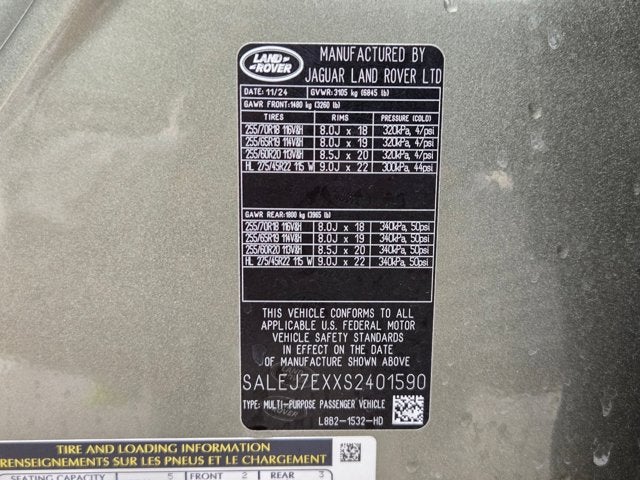 LAND ROVER
MANUFACTURED BY
JAGUAR LAND ROVER LTD
DATE: 11/24 GVWR: 3105 kg (6845 lb)
GAWR FRONT: 1480 kg (3260 lb)
TIRES RIMS PRESSURE (COLD)
255/70R18 116V&H 8.0J x 18 320kPa, 47psi
255/65R19 114V&H 8.0J x 19 320kPa, 47psi
255/60R20 113V&H 8.5J x 20 320kPa, 47psi
HL 275/45R22 115 W 9.0J x 22 300kPa, 44psi
GAWR REAR: 1800 kg (3965 lb)
255/70R18 116V&H 8.0J x 18 340kPa, 50psi
255/65R19 114V&H 8.0J x 19 340kPa, 50psi
255/60R20 113V&H 8.5J x 20 340kPa, 50psi
HL 275/45R22 115 W 9.0J x 22 340kPa, 50psi
THIS VEHICLE CONFORMS TO ALL
APPLICABLE U.S. FEDERAL MOTOR
VEHICLE SAFETY STANDARDS IN
EFFECT ON THE DATE
OF MANUFACTURE SHOWN ABOVE
SALEJ7EXXS2401590
TYPE: MULTI-PURPOSE PASSENGER VEHICLE
L8B2-1532-HD
TIRE AND LOADING INFORMATION
RENSEIGNEMENTS SUR LES PNEUS ET LE CHARGEMENT
SEATING CAPACITY 5 FRONT 2 REAR 3